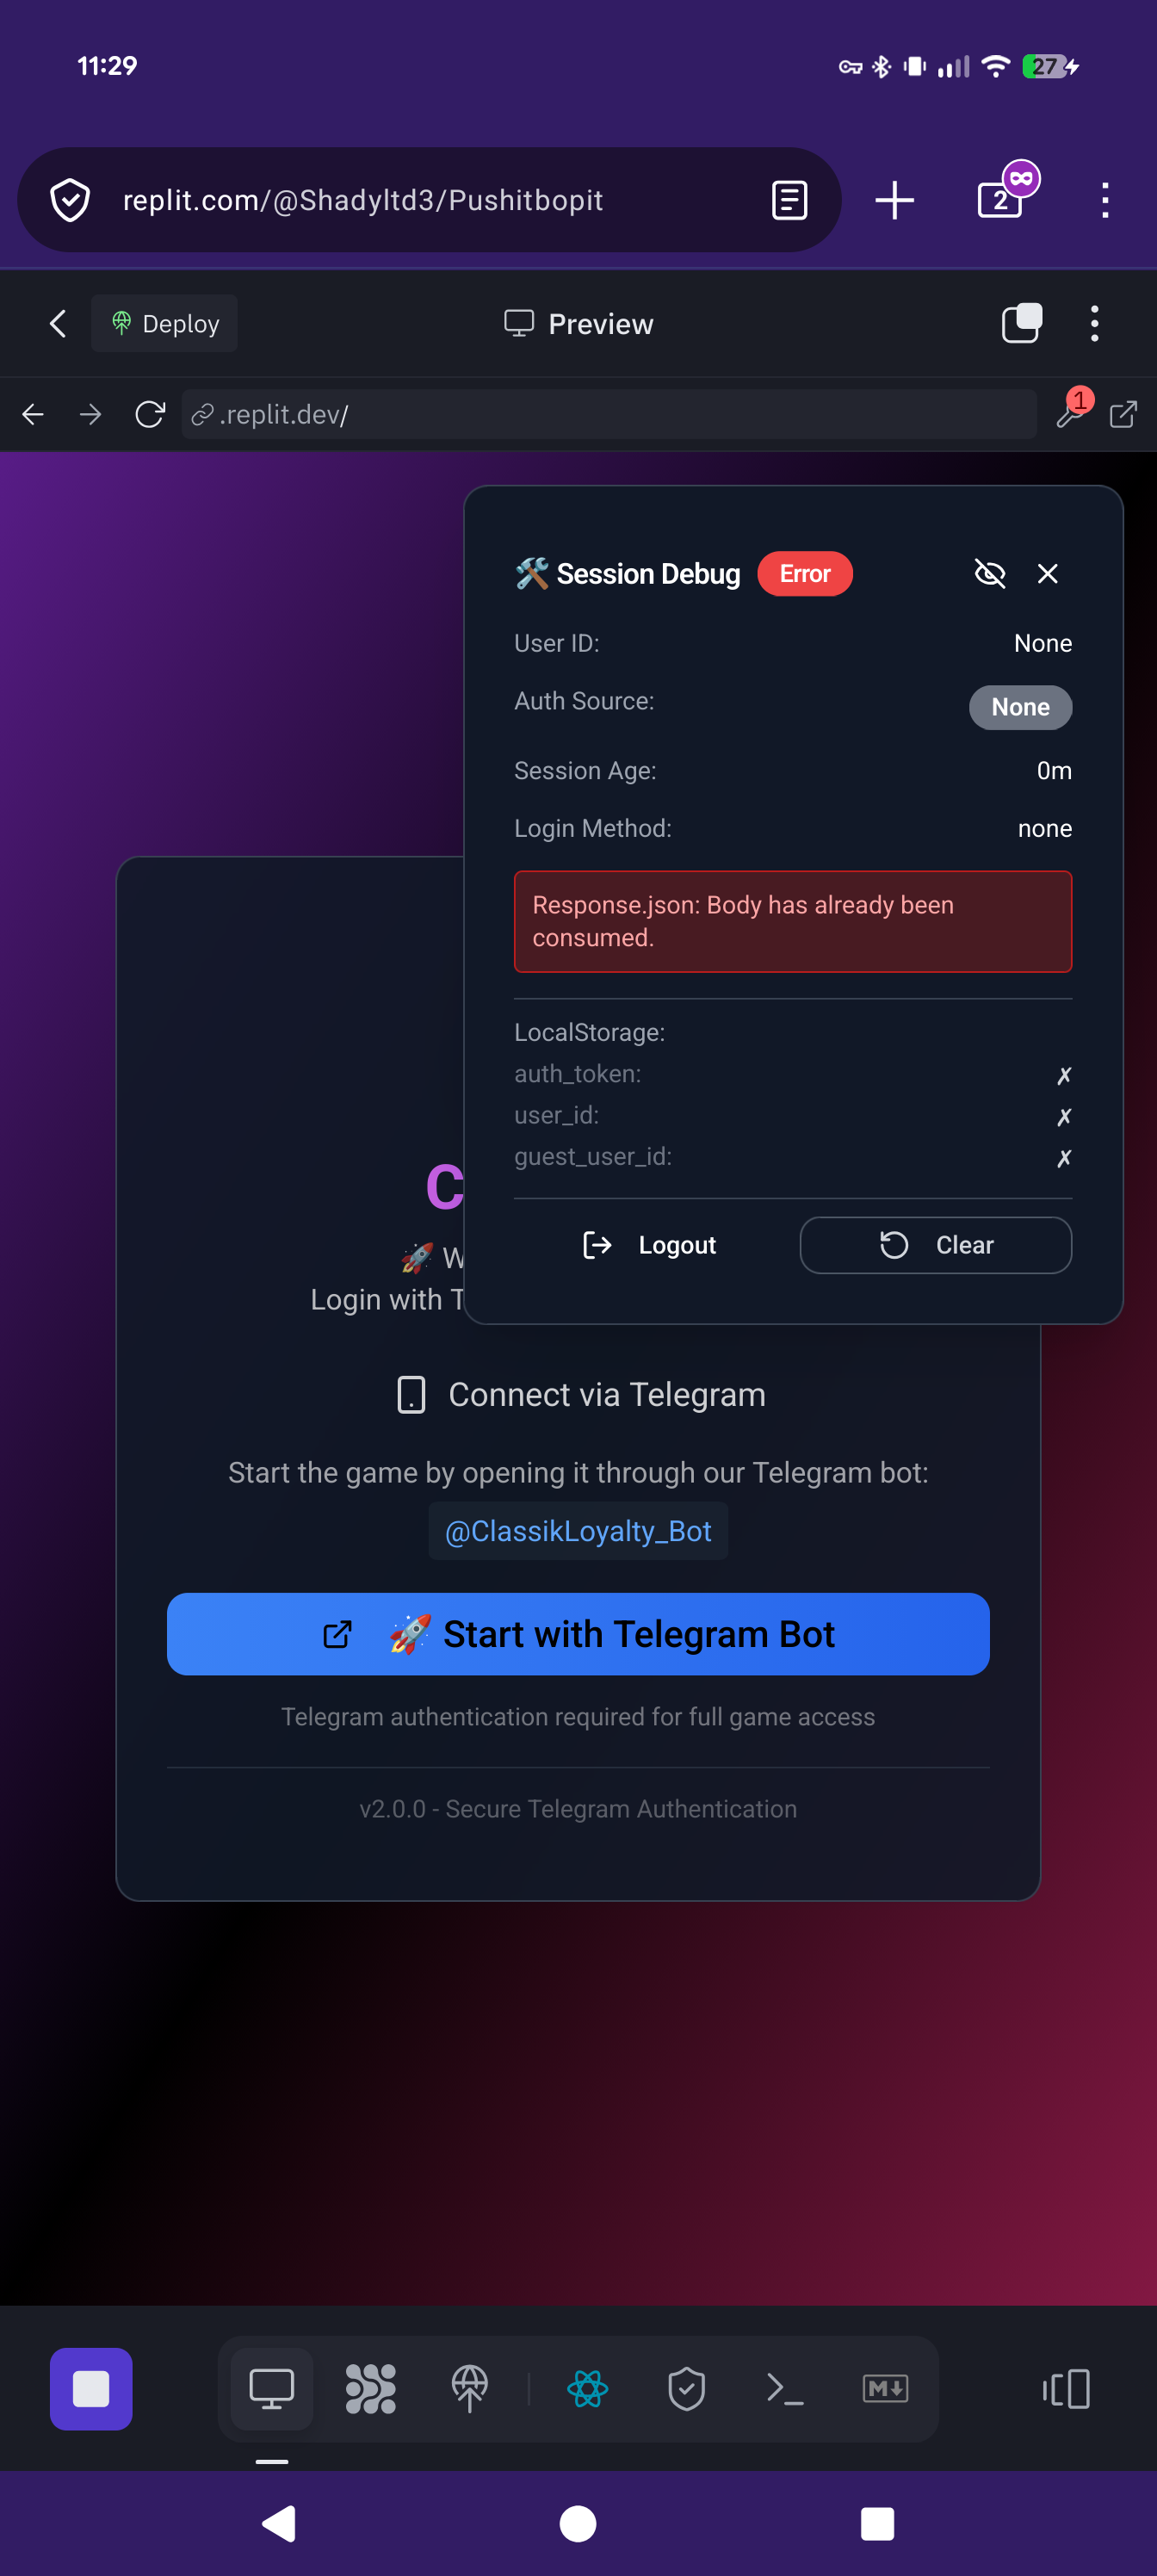 11:29
27
replit.com/@Shadyltd3/Pushitbopit
2
Deploy
Preview
.replit.dev/
1
🛠️ Session Debug
Error
User ID:
None
Auth Source:
None
Session Age:
0m
Login Method:
none
Response.json: Body has already been
consumed.
LocalStorage:
auth_token:
✗
user_id:
✗
guest_user_id:
✗
Logout
Clear
C
🚀 W
Login with T
Connect via Telegram
Start the game by opening it through our Telegram bot:
@ClassikLoyalty_Bot
🚀 Start with Telegram Bot
Telegram authentication required for full game access
v2.0.0 - Secure Telegram Authentication
M